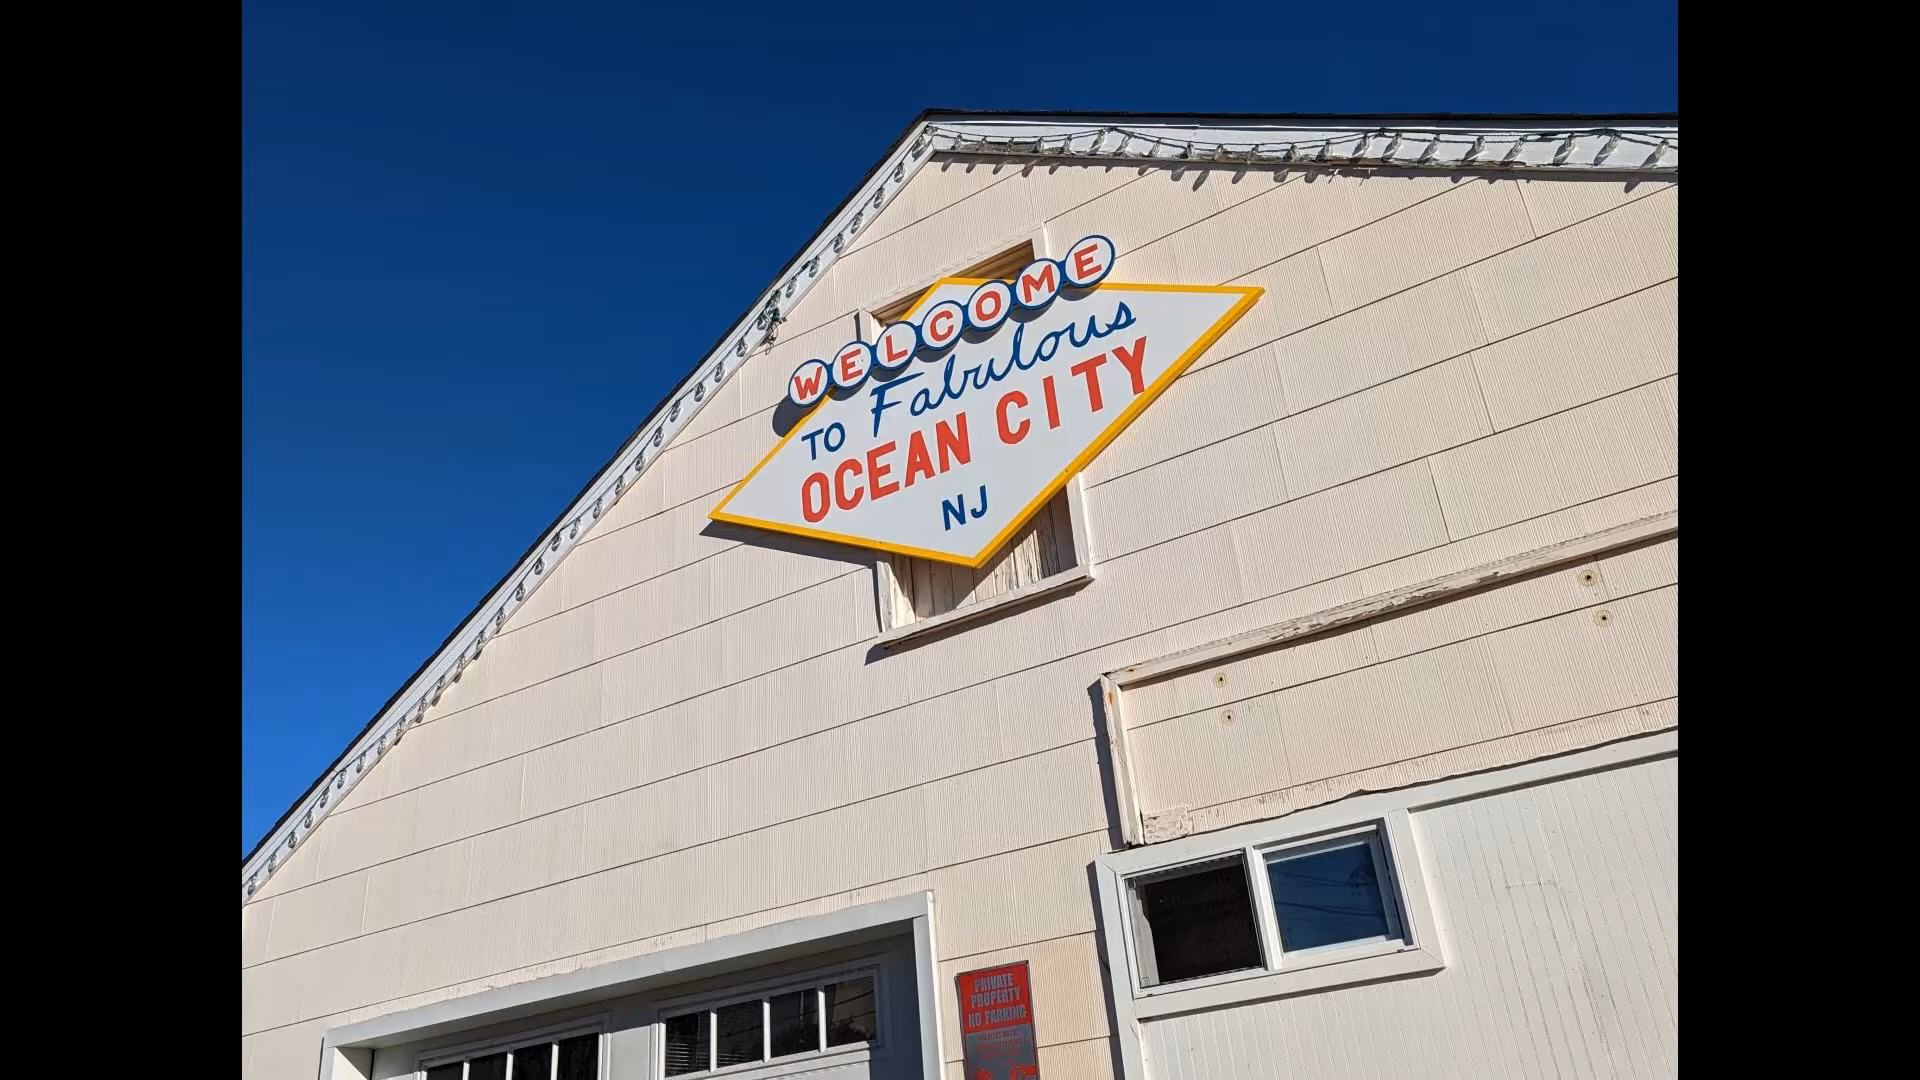 WELCOME
TO Fabulous
OCEAN CITY
NJ
PRIVATE
PROPERTY
NO PARKING